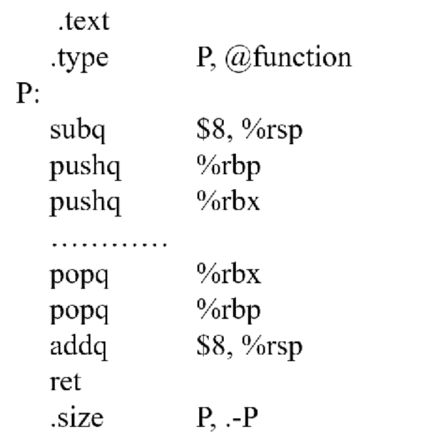 .text
.type P, @function
P:
subq $8, %rsp
pushq %rbp
pushq %rbx
…………
popq %rbx
popq %rbp
addq $8, %rsp
ret
.size P, .-P